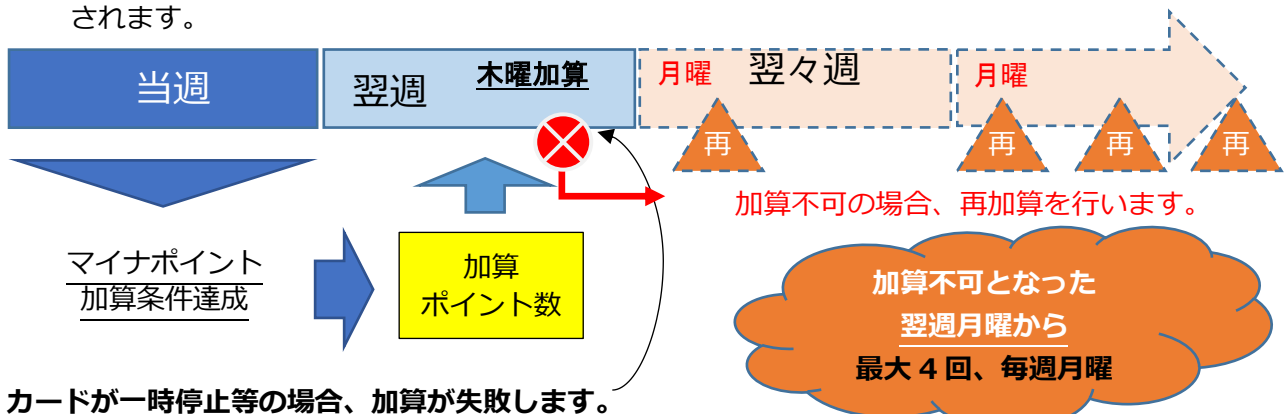 されます。
当週
翌週
木曜加算
月曜
翌々週
月曜
再
再
再
再
加算不可の場合、再加算を行います。
マイナポイント
加算条件達成
加算
ポイント数
加算不可となった
翌週月曜から
最大４回、毎週月曜
カードが一時停止等の場合、加算が失敗します。